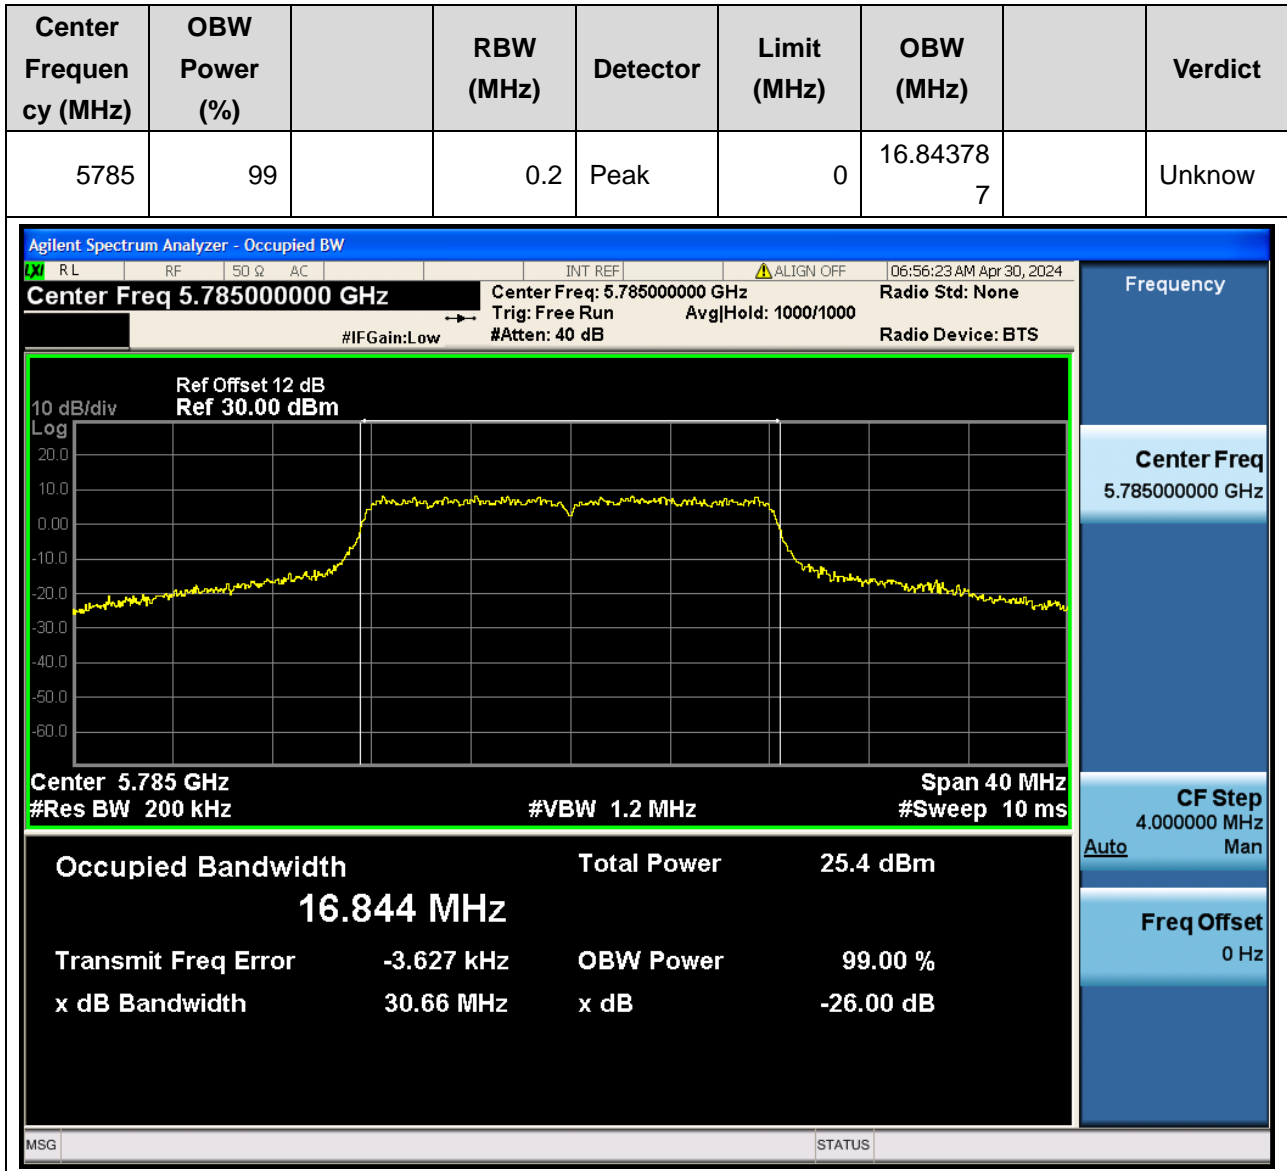 Center Frequen cy (MHz) OBW Power (%) RBW (MHz) Detector Limit (MHz) OBW (MHz) Verdict
5785 99 0.2 Peak 0 16.84378 7 Unknow
Agilent Spectrum Analyzer - Occupied BW
LXI RL RF 50 Ω AC INT REF ALIGN OFF 06:56:23 AM Apr 30, 2024
Center Freq 5.785000000 GHz
Center Freq: 5.785000000 GHz
Radio Std: None
Trig: Free Run Avg|Hold: 1000/1000
#IFGain:Low #Atten: 40 dB Radio Device: BTS
Ref Offset 12 dB
10 dB/div Ref 30.00 dBm
Log
20.0
10.0
0.00
-10.0
-20.0
-30.0
-40.0
-50.0
-60.0
Center 5.785 GHz Span 40 MHz
#Res BW 200 kHz #VBW 1.2 MHz #Sweep 10 ms
Occupied Bandwidth Total Power 25.4 dBm
16.844 MHz
Transmit Freq Error -3.627 kHz OBW Power 99.00 %
x dB Bandwidth 30.66 MHz x dB -26.00 dB
MSG STATUS
Frequency
Center Freq
5.785000000 GHz
CF Step
4.000000 MHz
Auto Man
Freq Offset
0 Hz